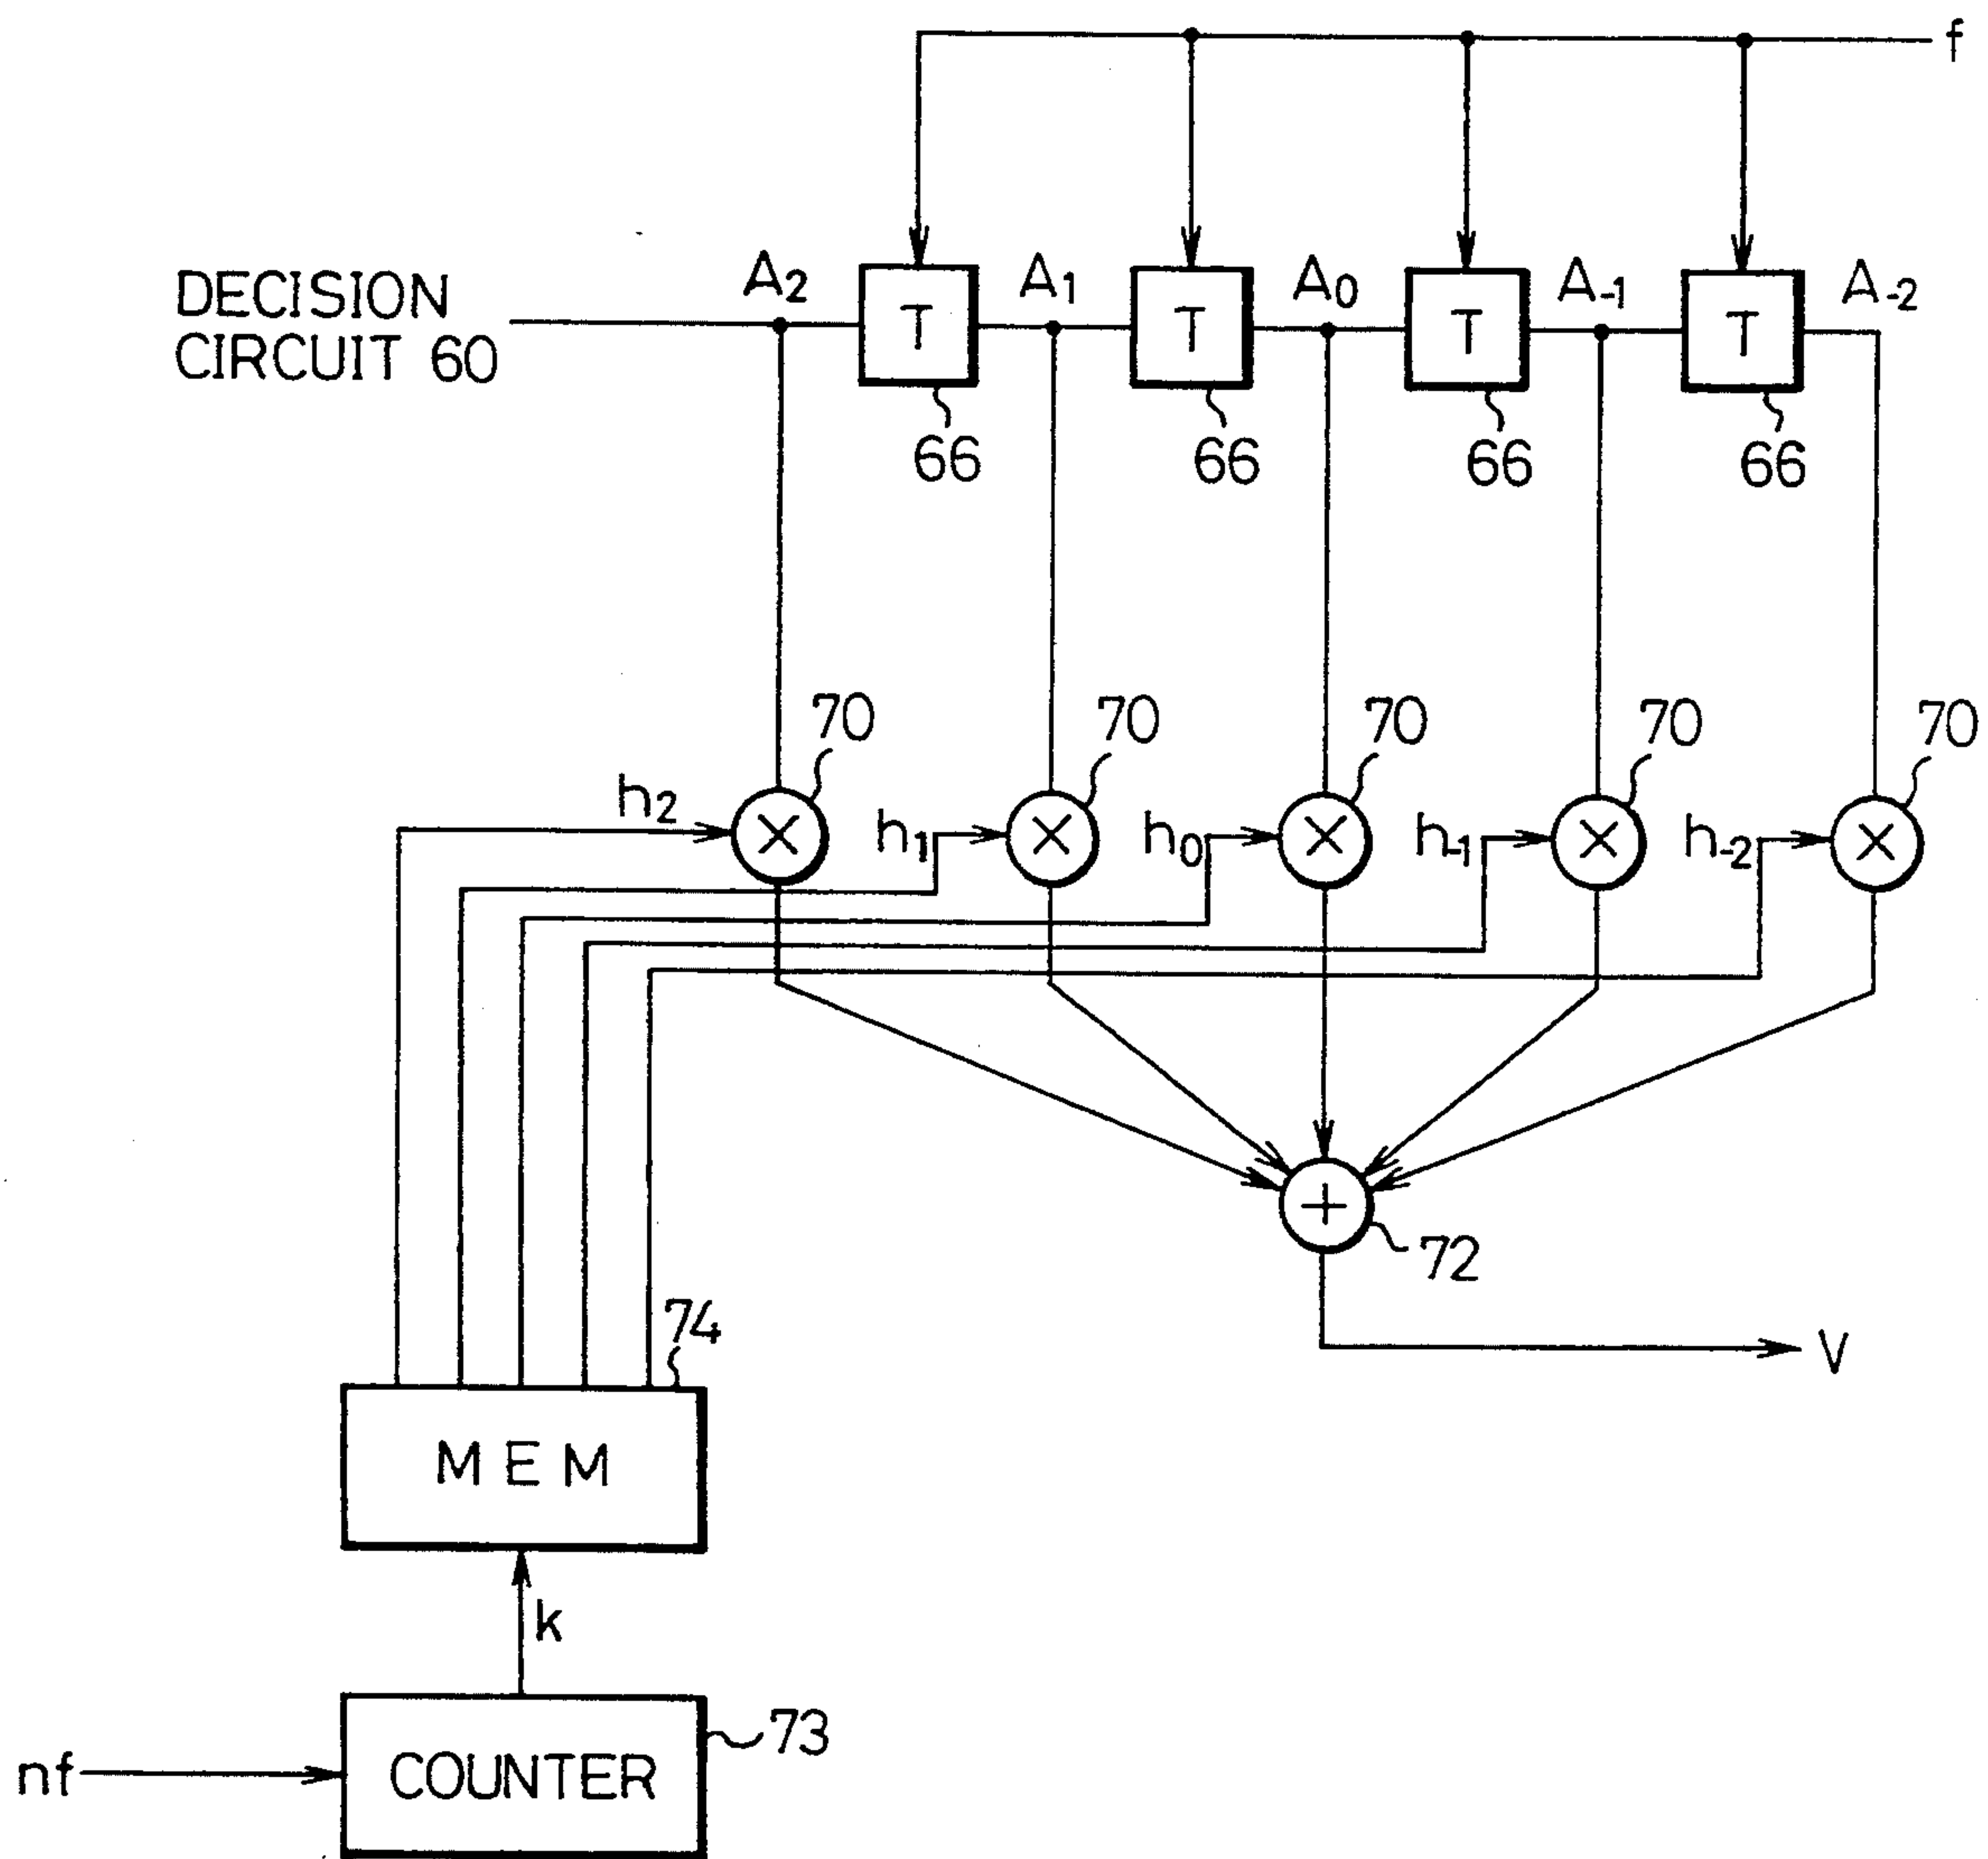 f
A2 A1 A0 A-1 A-2
DECISION
CIRCUIT 60
T T T T
66 66 66 66
70 70 70 70 70
h2 h1 h0 h-1 h-2
× × × × ×
+
72
74
V
MEM
k
73
nf COUNTER